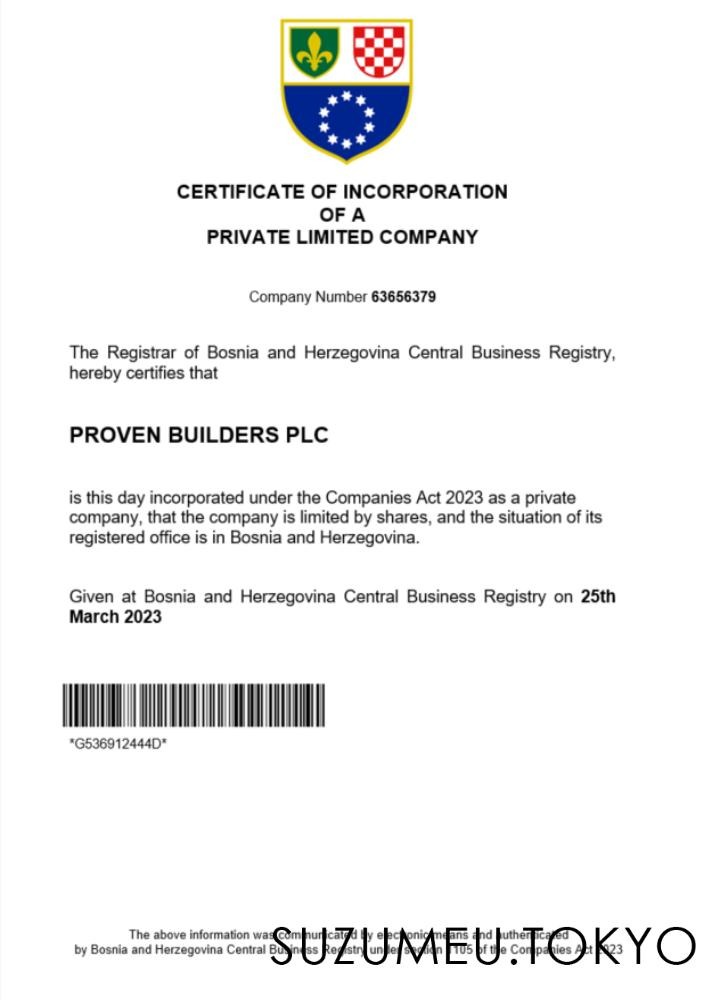 CERTIFICATE OF INCORPORATION
OF A
PRIVATE LIMITED COMPANY
Company Number 63656379
The Registrar of Bosnia and Herzegovina Central Business Registry,
hereby certifies that
PROVEN BUILDERS PLC
is this day incorporated under the Companies Act 2023 as a private
company, that the company is limited by shares, and the situation of its
registered office is in Bosnia and Herzegovina.
Given at Bosnia and Herzegovina Central Business Registry on 25th
March 2023
*G536912444D*
The above information was communicated by electronic means and authenticated
by Bosnia and Herzegovina Central Business Registry under section 1105 of the Companies Act 2023
SUZUMEU.TOKYO